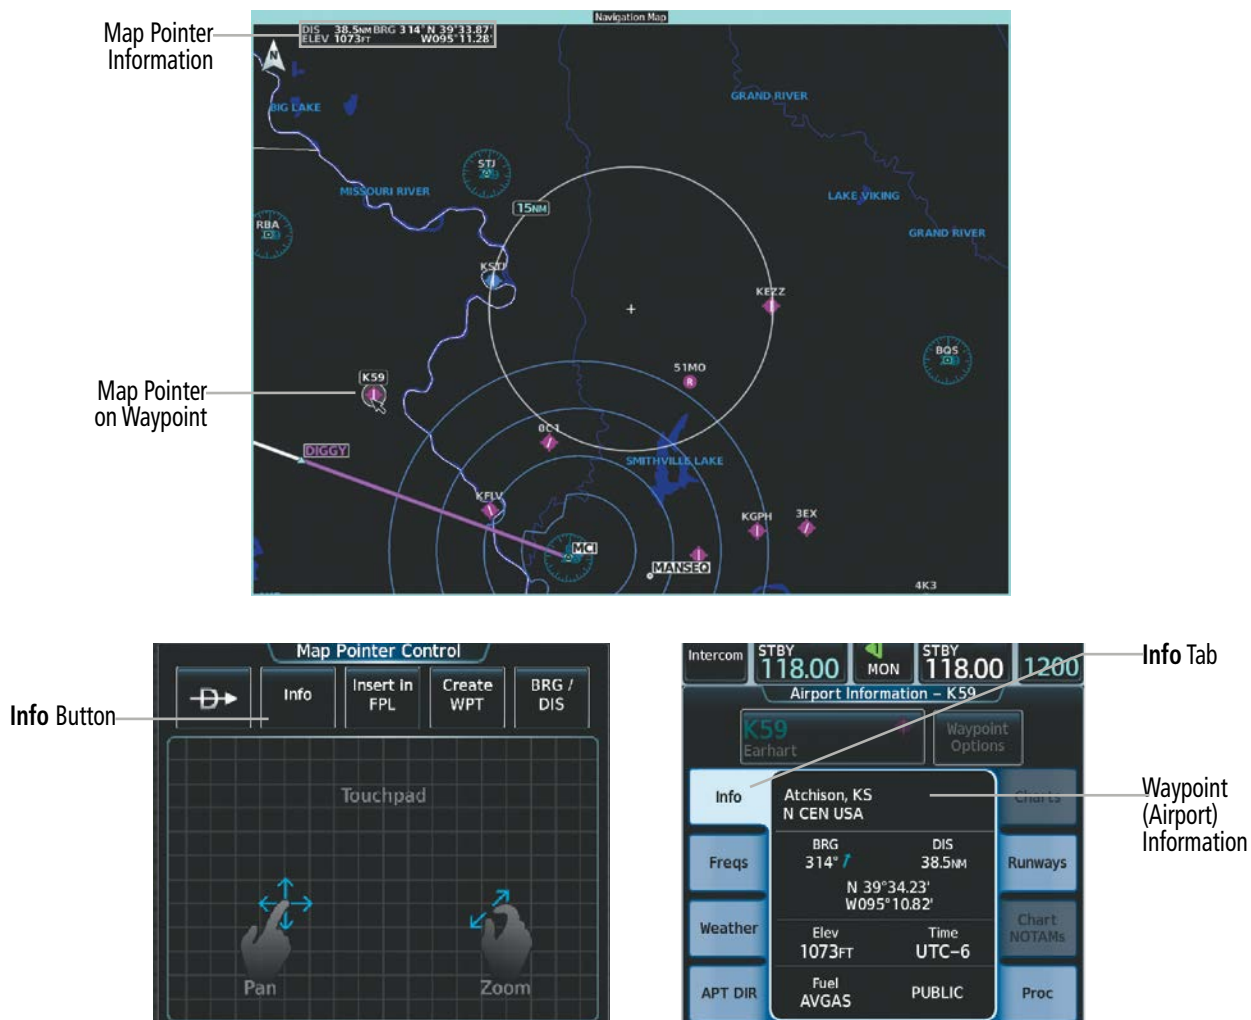 Navigation Map
Map Pointer
Information
DIS 38.5NM BRG 314° N 39°33.87'
ELEV 1073FT W095°11.28'
N
BIG LAKE
GRAND RIVER
STJ
MISSOURI RIVER
LAKE VIKING
15NM
RBA
GRAND RIVER
KSTJ
KEZZ
BQS
51MO
K59
Map Pointer
on Waypoint
R
0C1
DIGGY
SMITHVILLE LAKE
KFLV
KGPH
3EX
MCI
MANSEQ
4K3
Map Pointer Control
Info
Insert in
FPL
Create
WPT
BRG /
DIS
Info Button
Touchpad
Pan
Zoom
Intercom
STBY
118.00
MON
STBY
118.00
1200
Info Tab
Airport Information – K59
K59
Earhart
Waypoint
Options
Info
Atchison, KS
N CEN USA
Charts
Waypoint
(Airport)
Information
Freqs
BRG
314°
DIS
38.5NM
Runways
N 39°34.23'
W095°10.82'
Weather
Elev
1073FT
Time
UTC-6
Chart
NOTAMs
APT DIR
Fuel
AVGAS
PUBLIC
Proc